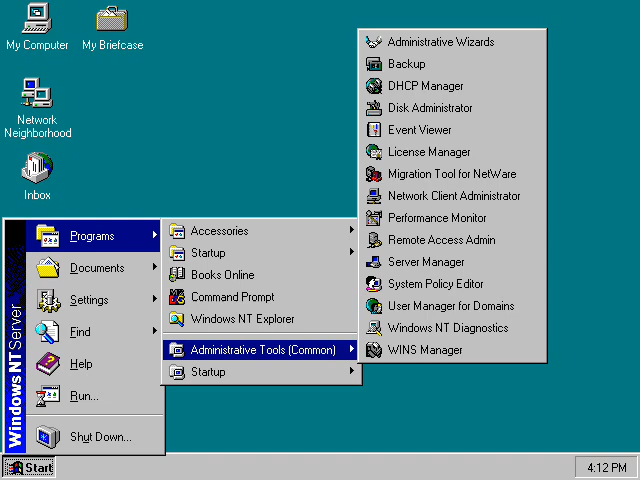 My Computer
My Briefcase
Network
Neighborhood
Inbox
Windows NT Server
Programs
Documents
Settings
Find
Help
Run...
Shut Down...
Accessories
Startup
Books Online
Command Prompt
Windows NT Explorer
Administrative Tools (Common)
Startup
Administrative Wizards
Backup
DHCP Manager
Disk Administrator
Event Viewer
License Manager
Migration Tool for NetWare
Network Client Administrator
Performance Monitor
Remote Access Admin
Server Manager
System Policy Editor
User Manager for Domains
Windows NT Diagnostics
WINS Manager
Start
4:12 PM